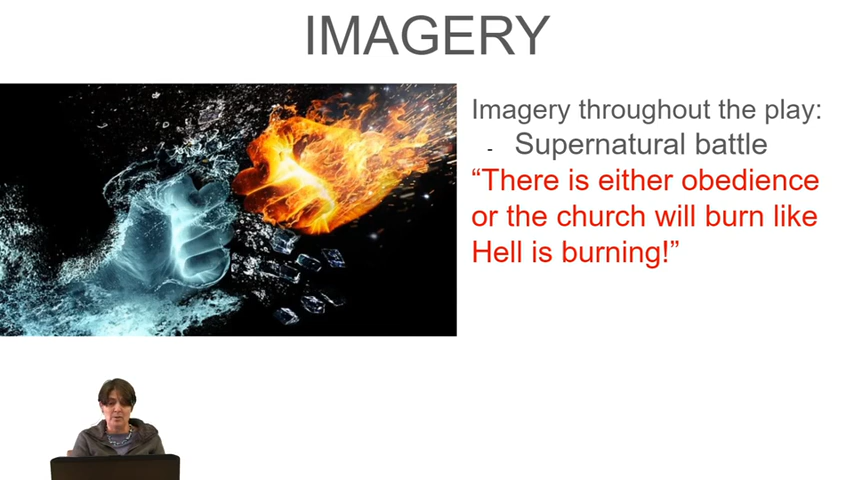 IMAGERY
Imagery throughout the play:
- Supernatural battle
“There is either obedience
or the church will burn like
Hell is burning!”